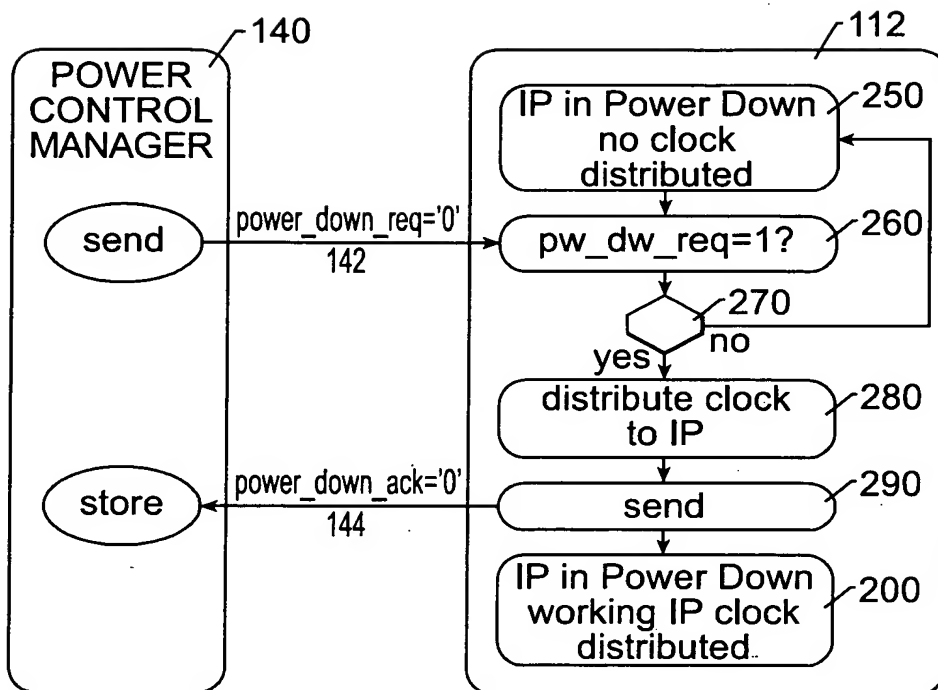 140
POWER
CONTROL
MANAGER
send
power_down_req='0'
142
power_down_ack='0'
144
store
112
IP in Power Down
no clock
distributed
250
pw_dw_req=1?
260
270
yes
no
distribute clock
to IP
280
send
290
IP in Power Down
working IP clock
distributed
200